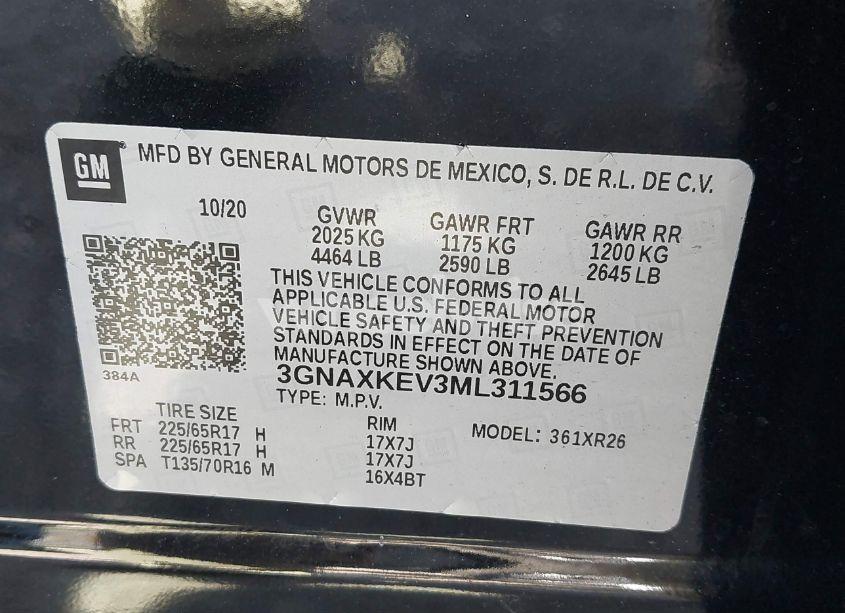 GM MFD BY GENERAL MOTORS DE MEXICO, S. DE R.L. DE C.V.
10/20 GVWR GAWR FRT GAWR RR
2025 KG 1175 KG 1200 KG
4464 LB 2590 LB 2645 LB
THIS VEHICLE CONFORMS TO ALL
APPLICABLE U.S. FEDERAL MOTOR
VEHICLE SAFETY AND THEFT PREVENTION
STANDARDS IN EFFECT ON THE DATE OF
MANUFACTURE SHOWN ABOVE.
384A
3GNAXKEV3ML311566
TYPE: M.P.V.
TIRE SIZE RIM MODEL: 361XR26
FRT 225/65R17 H 17X7J
RR 225/65R17 H 17X7J
SPA T135/70R16 M 16X4BT